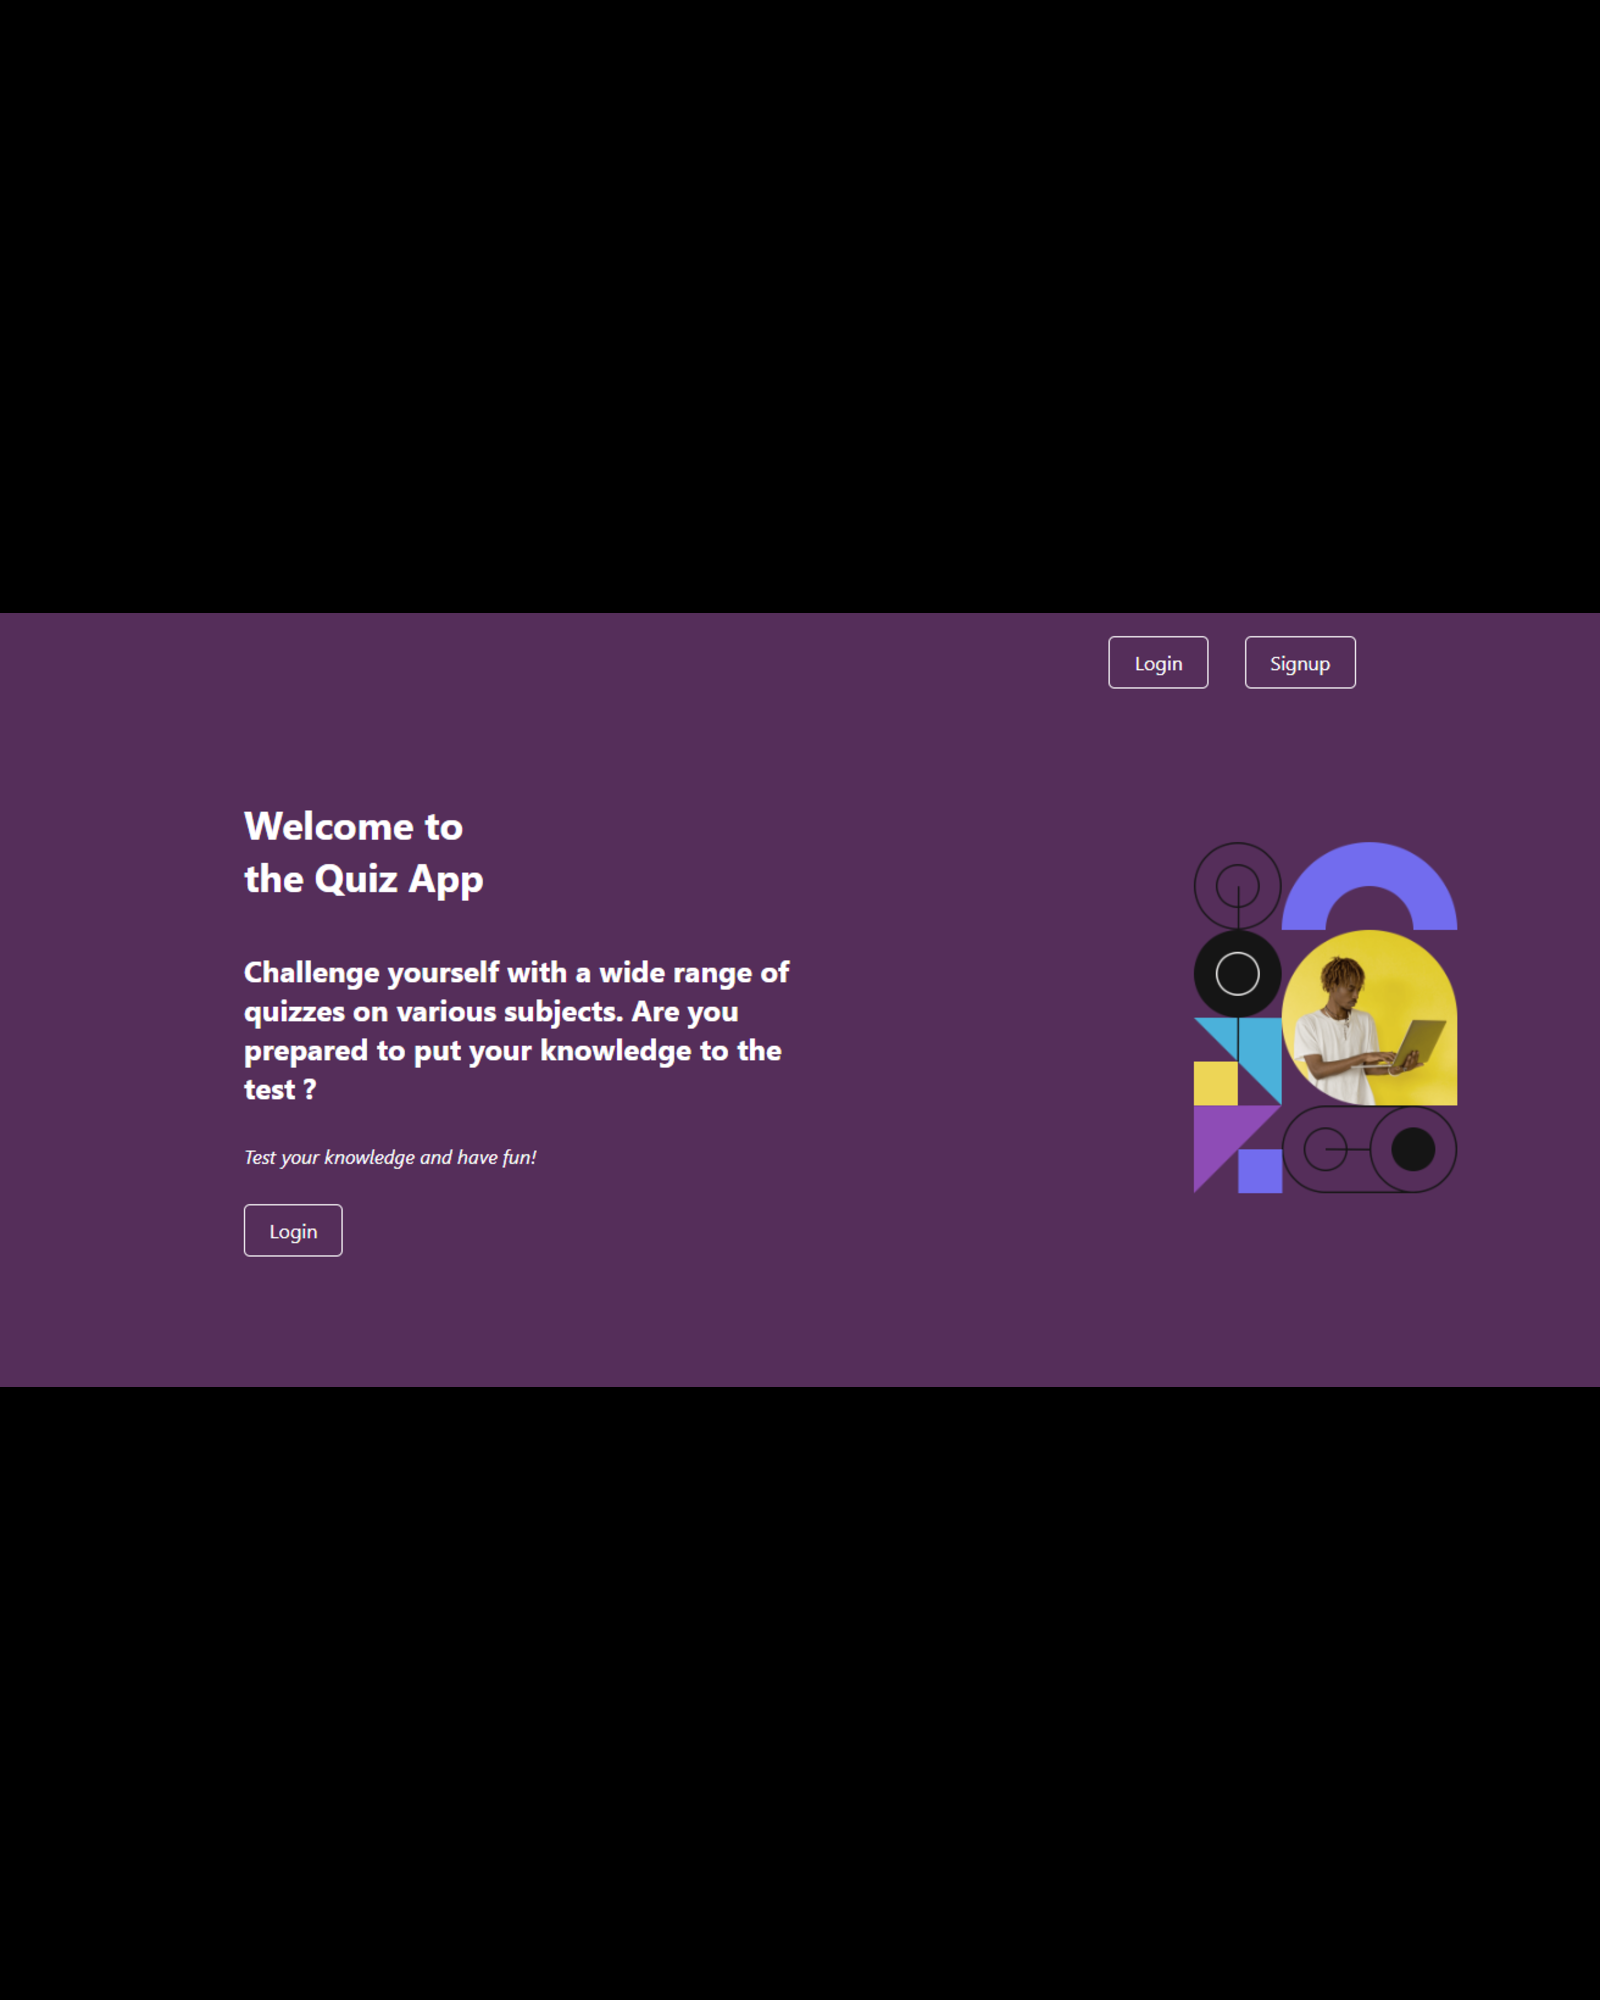 Login
Signup
Welcome to
the Quiz App
Challenge yourself with a wide range of
quizzes on various subjects. Are you
prepared to put your knowledge to the
test ?
Test your knowledge and have fun!
Login